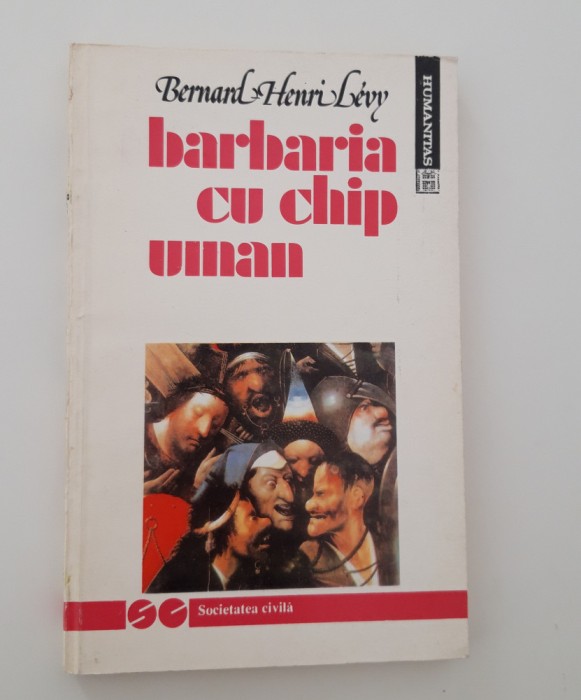 Bernard-Henri Lévy
barbaria
cu chip
uman
HUMANITAS
SC Societatea civilă